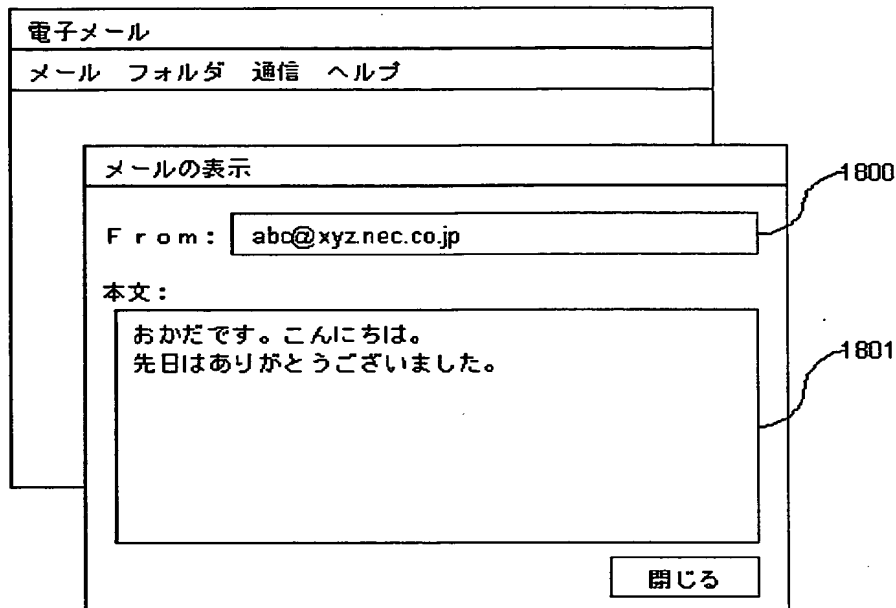 電子メール
メール フォルダ 通信 ヘルプ
メールの表示
1800
From: abc@xyz.nec.co.jp
本文:
おかだです。こんにちは。
先日はありがとうございました。
1801
閉じる